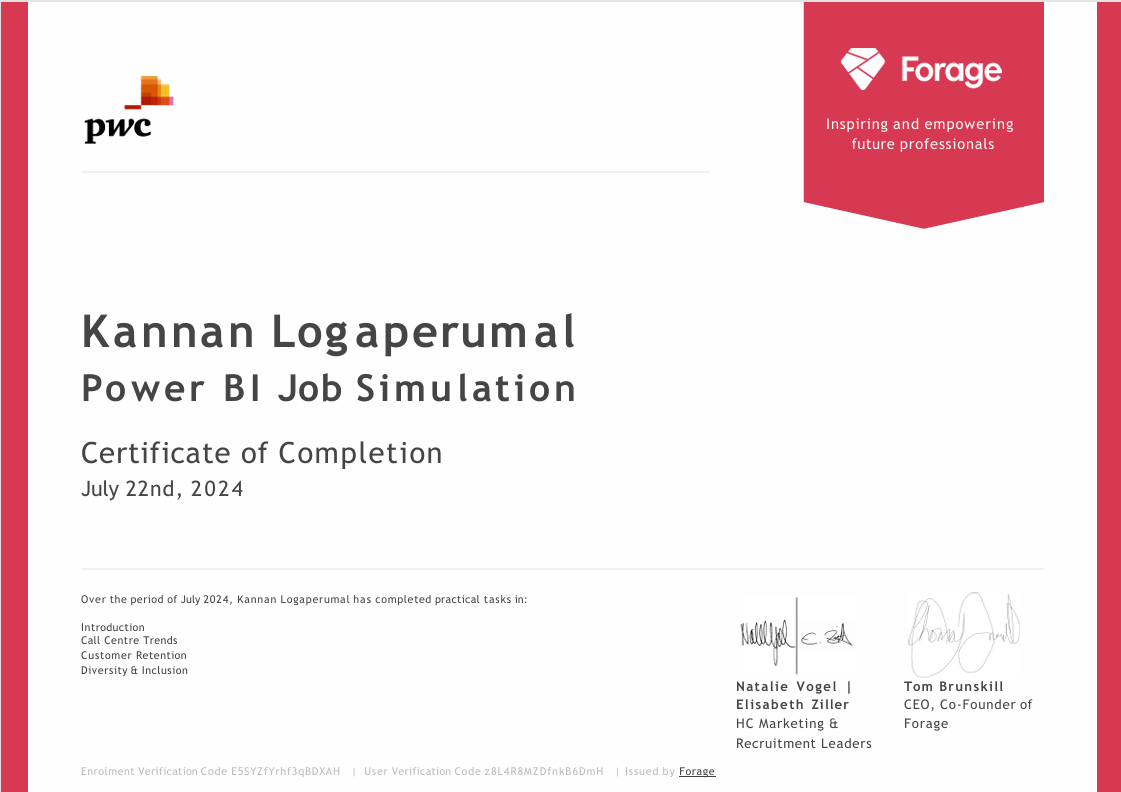 pwc
Forage
Inspiring and empowering
future professionals
Kannan Logaperumal
Power BI Job Simulation
Certificate of Completion
July 22nd, 2024
Over the period of July 2024, Kannan Logaperumal has completed practical tasks in:
Introduction
Call Centre Trends
Customer Retention
Diversity & Inclusion
Natalie Vogel |
Elisabeth Ziller
HC Marketing &
Recruitment Leaders
Tom Brunskill
CEO, Co-Founder of
Forage
Enrolment Verification Code E5SYZfYrhf3qBDXAH | User Verification Code z8L4R8MZDfnkB6DmH | Issued by Forage